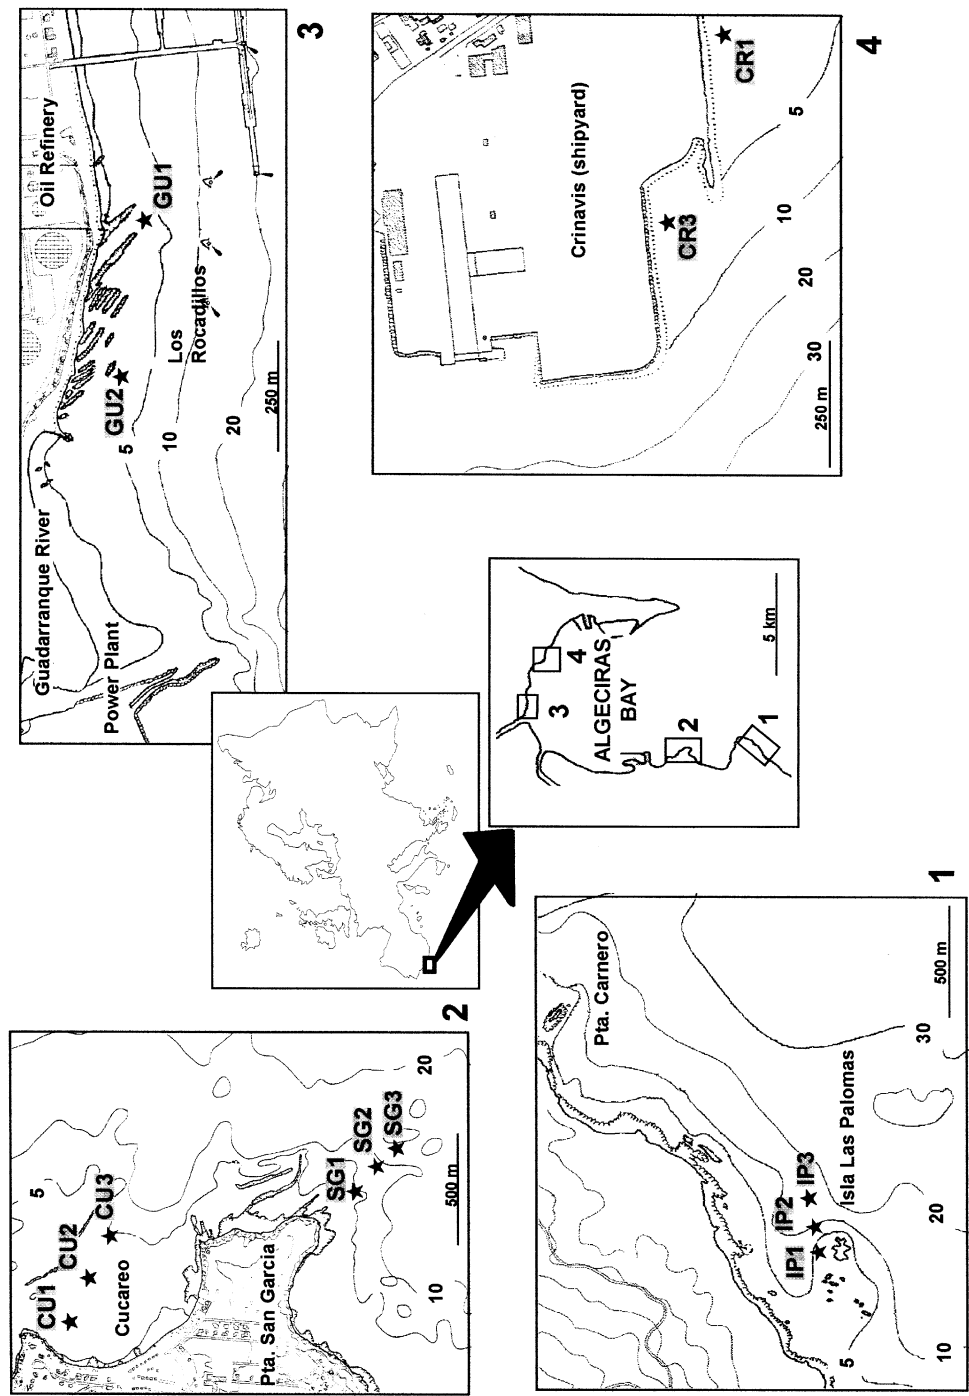 2
5
CU1
CU2
CU3
Cucareo
Pta. San Garcia
SG1
SG2
SG3
10
20
500 m
3
Guadarranque River
Oil Refinery
Power Plant
GU2
GU1
Los
Rocadillos
5
10
20
250 m
3
4
ALGECIRAS
BAY
2
1
5 km
1
Pta. Carnero
IP1
IP2
IP3
Isla Las Palomas
5
10
20
30
500 m
4
Crinavis (shipyard)
CR1
CR3
5
10
20
30
250 m